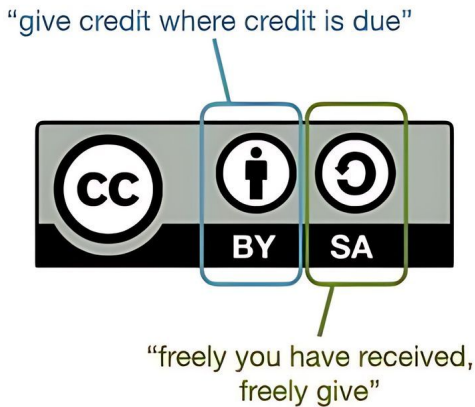 “give credit where credit is due”
CC
BY SA
“freely you have received,
freely give”